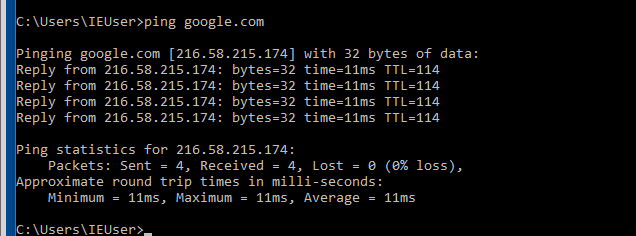 C:\Users\IEUser>ping google.com
Pinging google.com [216.58.215.174] with 32 bytes of data:
Reply from 216.58.215.174: bytes=32 time=11ms TTL=114
Reply from 216.58.215.174: bytes=32 time=11ms TTL=114
Reply from 216.58.215.174: bytes=32 time=11ms TTL=114
Reply from 216.58.215.174: bytes=32 time=11ms TTL=114
Ping statistics for 216.58.215.174:
    Packets: Sent = 4, Received = 4, Lost = 0 (0% loss),
Approximate round trip times in milli-seconds:
    Minimum = 11ms, Maximum = 11ms, Average = 11ms
C:\Users\IEUser>_